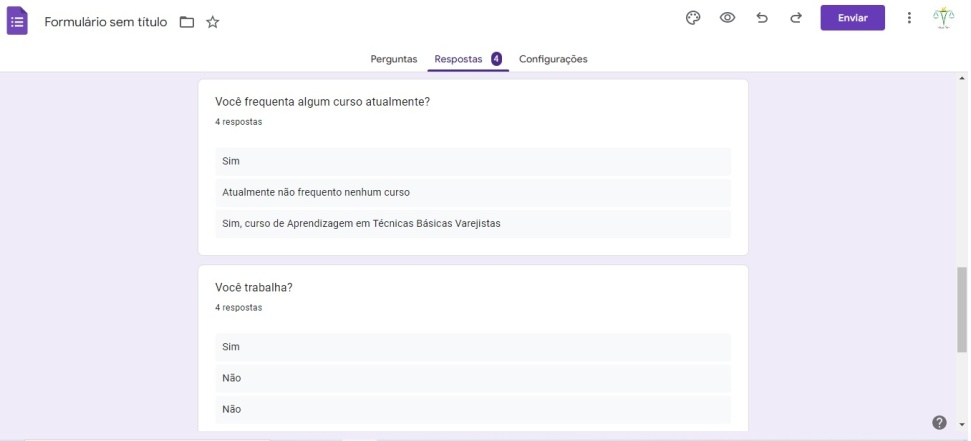 Formulário sem título
Enviar
Perguntas Respostas 4 Configurações
Você frequenta algum curso atualmente?
4 respostas
Sim
Atualmente não frequento nenhum curso
Sim, curso de Aprendizagem em Técnicas Básicas Varejistas
Você trabalha?
4 respostas
Sim
Não
Não